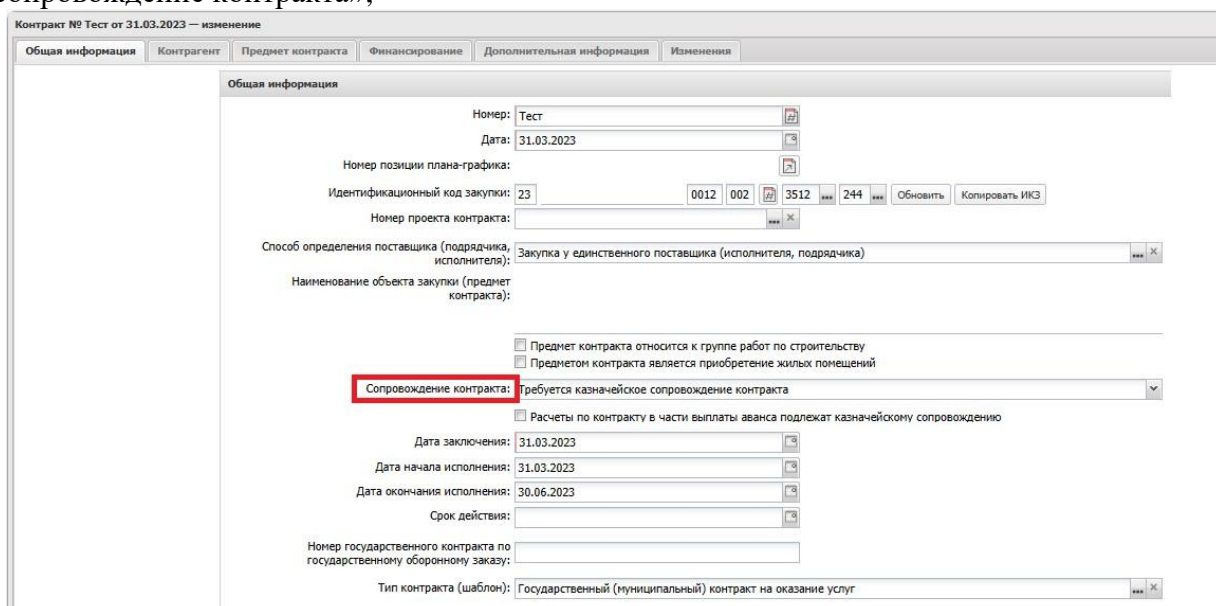 сопровождение контракта»,
Контракт № Тест от 31.03.2023 — изменение
Общая информация Контрагент Предмет контракта Финансирование Дополнительная информация Изменения
Общая информация
Номер: Тест
Дата: 31.03.2023
Номер позиции плана-графика:
Идентификационный код закупки: 23 0012 002 3512 ... 244 ... Обновить Копировать ИКЗ
Номер проекта контракта: ...
Способ определения поставщика (подрядчика,
исполнителя): Закупка у единственного поставщика (исполнителя, подрядчика) ...
Наименование объекта закупки (предмет
контракта):
Предмет контракта относится к группе работ по строительству
Предметом контракта является приобретение жилых помещений
Сопровождение контракта: Требуется казначейское сопровождение контракта
Расчеты по контракту в части выплаты аванса подлежат казначейскому сопровождению
Дата заключения: 31.03.2023
Дата начала исполнения: 31.03.2023
Дата окончания исполнения: 30.06.2023
Срок действия:
Номер государственного контракта по
государственному оборонному заказу:
Тип контракта (шаблон): Государственный (муниципальный) контракт на оказание услуг ...